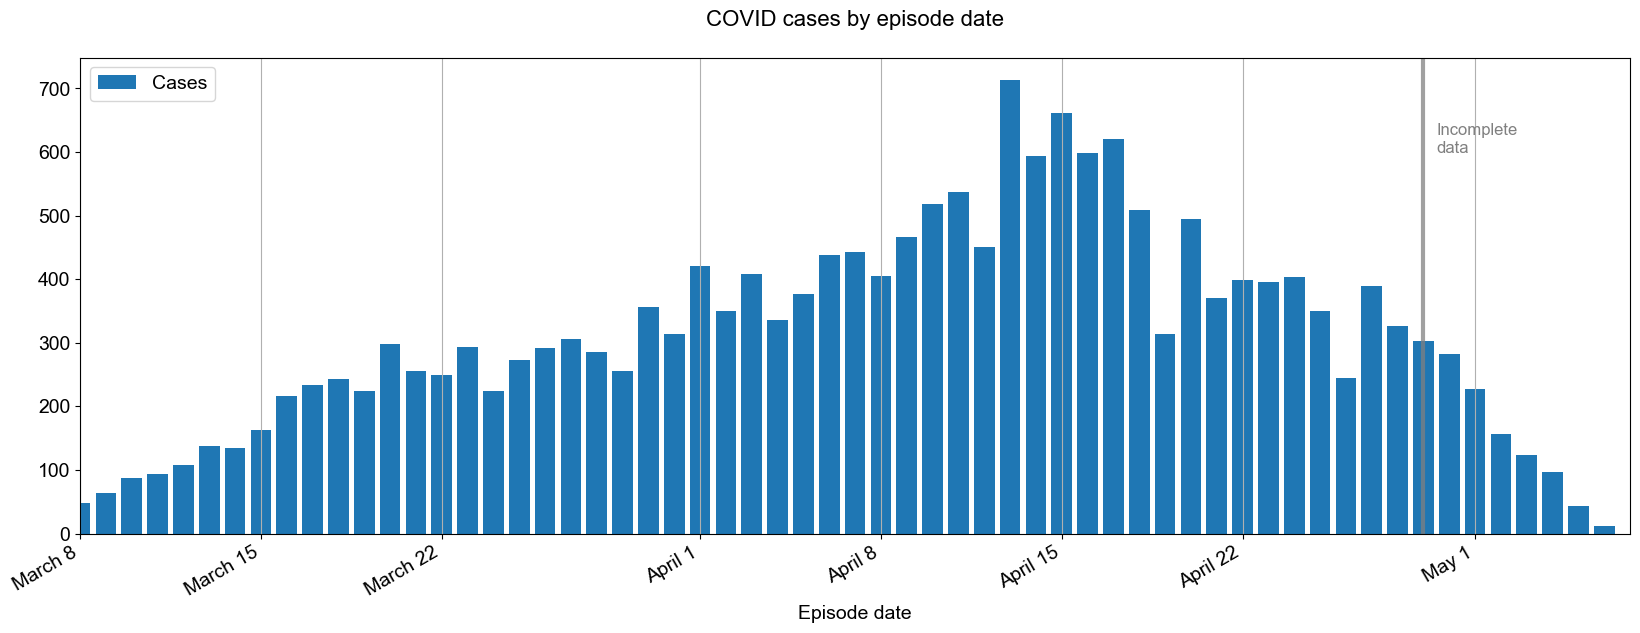 COVID cases by episode date
Cases
700
600
500
400
300
200
100
0
Incomplete
data
March 8
March 15
March 22
April 1
April 8
April 15
April 22
May 1
Episode date